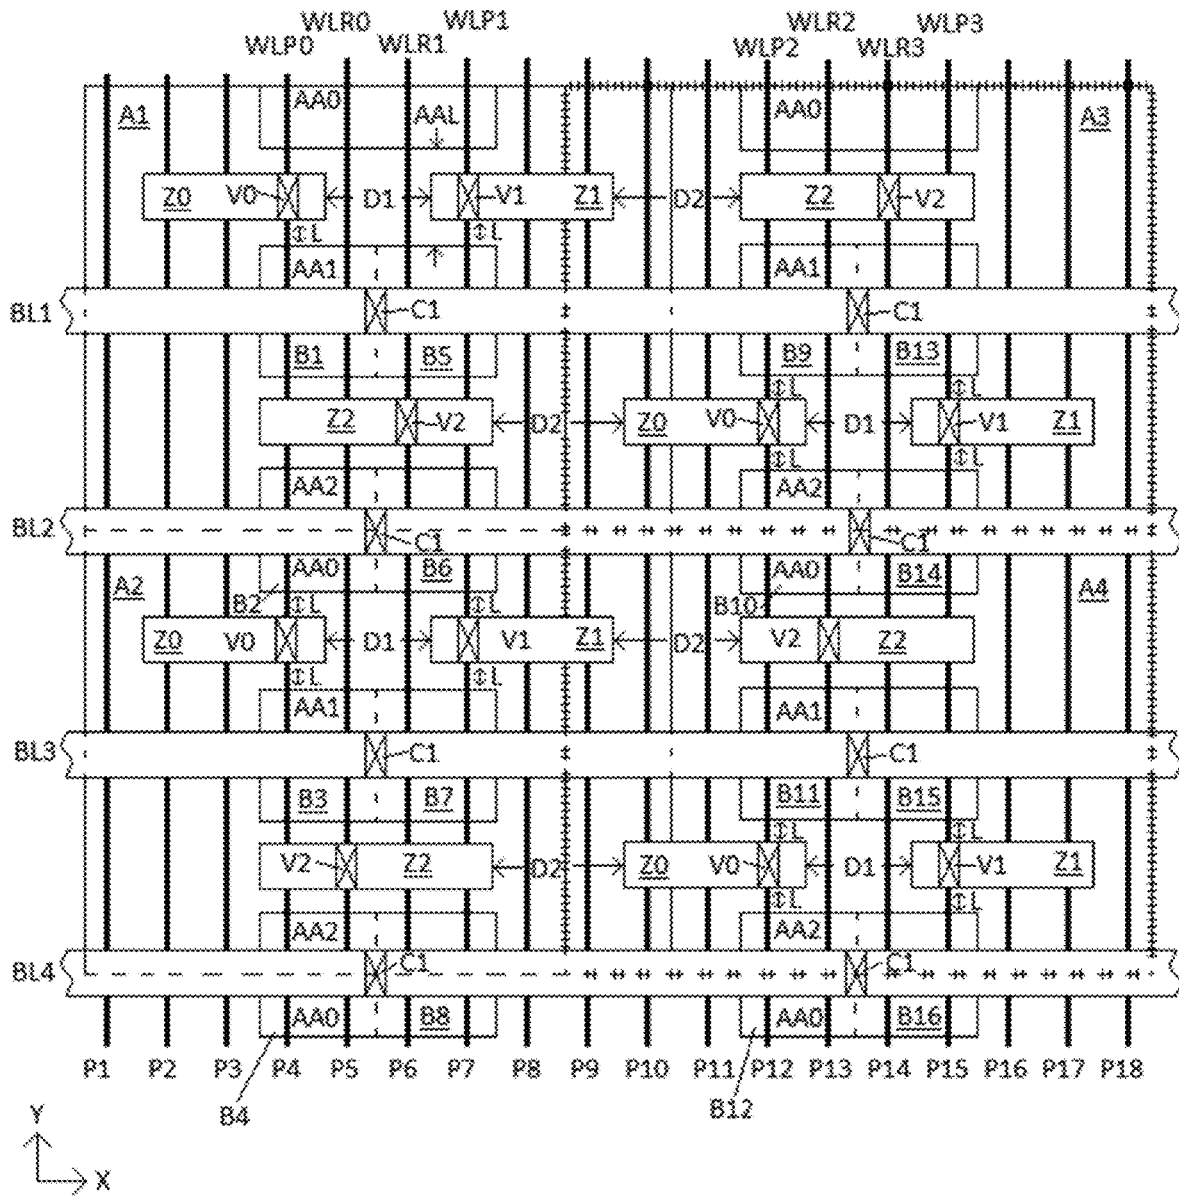 WLR0 WLP1 WLR2 WLP3
WLP0 WLR1 WLP2 WLR3
A1 AA0 AAL AA0 A3
Z0 V0 D1 V1 Z1 D2 Z2 V2
L L
AA1 AA1
BL1 C1 C1
B1 B5 B9 B13
L L
Z2 V2 D2 Z0 V0 D1 V1 Z1
L L
AA2 AA2
BL2 C1 C1
A2 AA0 B6 AA0 B14 A4
B2 L L B10
Z0 V0 D1 V1 Z1 D2 V2 Z2
L L
AA1 AA1
BL3 C1 C1
B3 B7 B11 B15
L L
V2 Z2 D2 Z0 V0 D1 V1 Z1
L L
AA2 AA2
BL4 C1 C1
AA0 B8 AA0 B16
P1 P2 P3 P4 P5 P6 P7 P8 P9 P10 P11 P12 P13 P14 P15 P16 P17 P18
B4 B12
Y
X